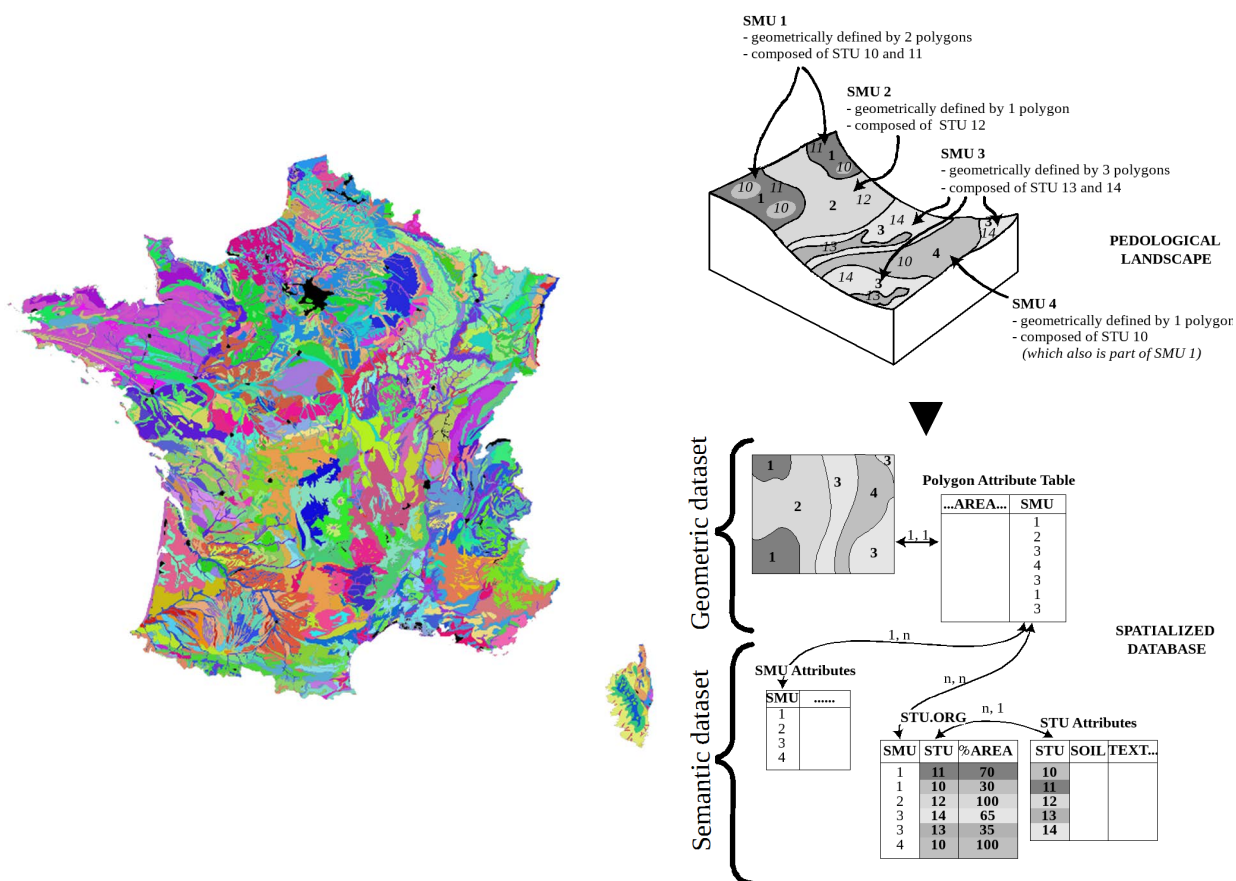 SMU 1
- geometrically defined by 2 polygons
- composed of STU 10 and 11
SMU 2
- geometrically defined by 1 polygon
- composed of  STU 12
SMU 3
- geometrically defined by 3 polygons
- composed of STU 13 and 14
11
1
10
10
11
1
10
2
12
14
3
13
10
4
3
14
14
3
13
PEDOLOGICAL
LANDSCAPE
SMU 4
- geometrically defined by 1 polygon
- composed of STU 10
(which also is part of SMU 1)
Geometric dataset
1
3
3
4
2
1
3
1, 1
Polygon Attribute Table
...AREA... SMU
1
2
3
4
3
1
3
SPATIALIZED
DATABASE
1, n
n, n
n, 1
Semantic dataset
SMU Attributes
SMU ......
1
2
3
4
STU.ORG
SMU STU %AREA
1 11 70
1 10 30
2 12 100
3 14 65
3 13 35
4 10 100
STU Attributes
STU SOIL TEXT...
10
11
12
13
14